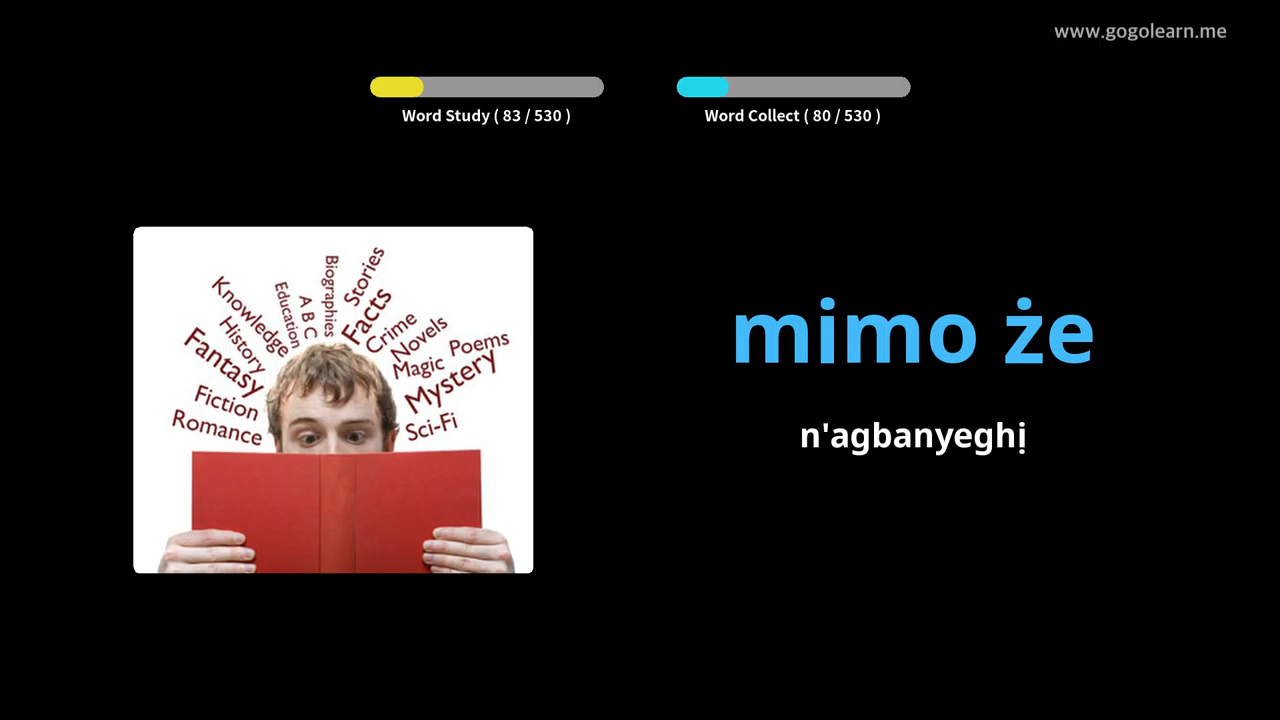 www.gogolearn.me
Word Study ( 83 / 530 )
Word Collect ( 80 / 530 )
Knowledge
History
Fantasy
Fiction
Romance
Education
A B C
Biographies
Stories
Facts
Crime
Novels
Magic
Poems
Mystery
Sci-Fi
mimo że
n'agbanyeghị